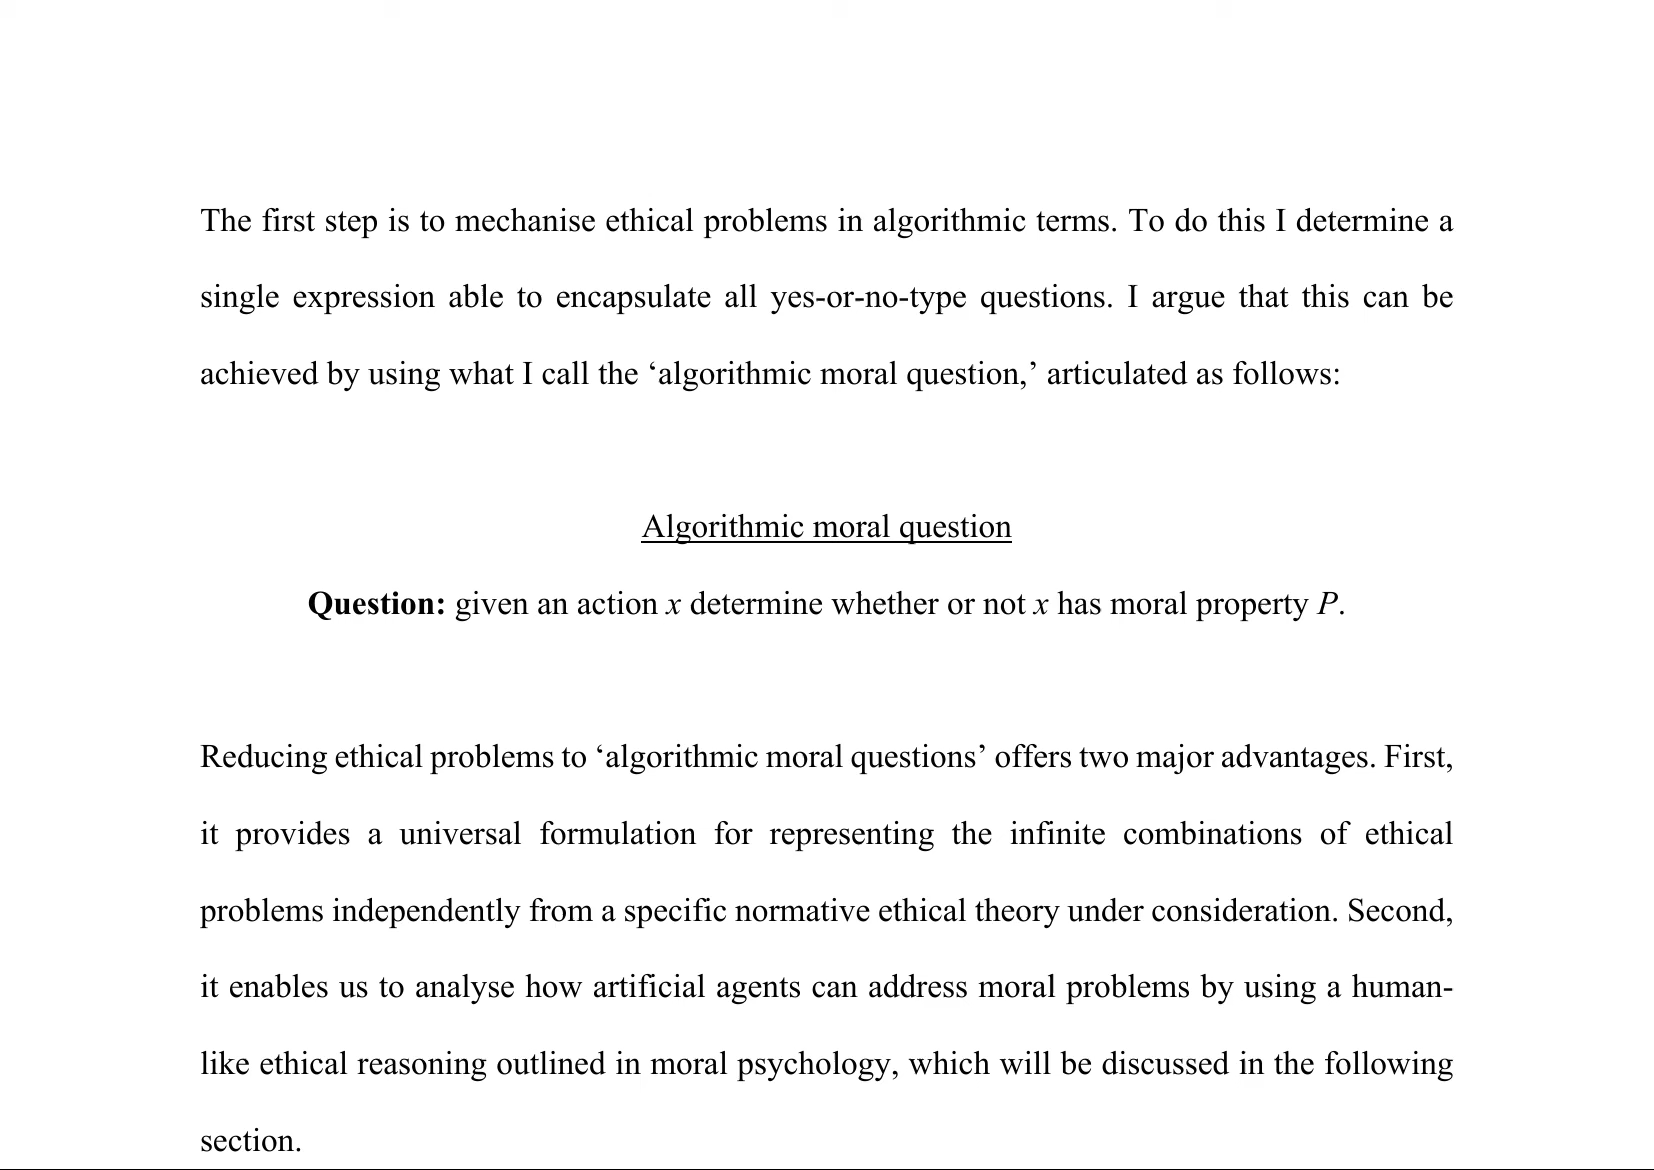 The first step is to mechanise ethical problems in algorithmic terms. To do this I determine a
single expression able to encapsulate all yes-or-no-type questions. I argue that this can be
achieved by using what I call the ‘algorithmic moral question,’ articulated as follows:
Algorithmic moral question
Question: given an action x determine whether or not x has moral property P.
Reducing ethical problems to ‘algorithmic moral questions’ offers two major advantages. First,
it provides a universal formulation for representing the infinite combinations of ethical
problems independently from a specific normative ethical theory under consideration. Second,
it enables us to analyse how artificial agents can address moral problems by using a human-
like ethical reasoning outlined in moral psychology, which will be discussed in the following
section.